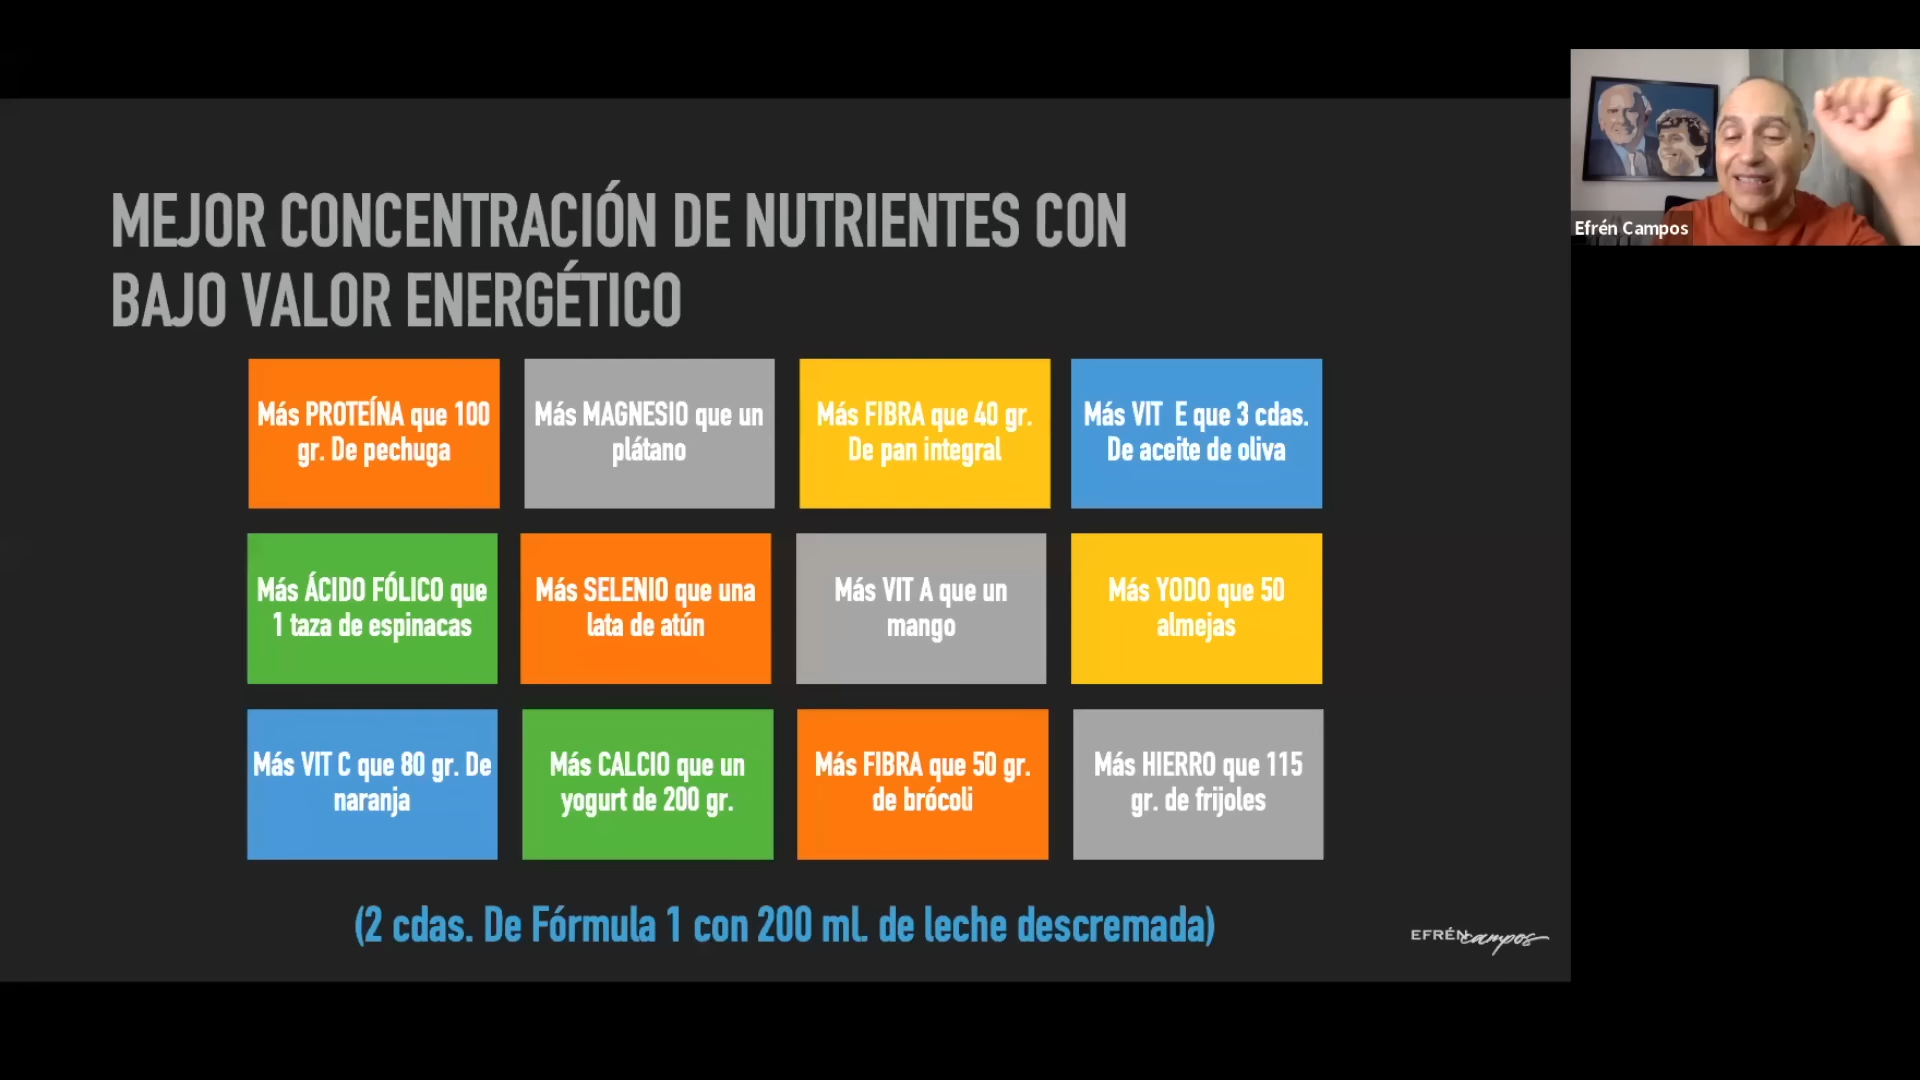 MEJOR CONCENTRACIÓN DE NUTRIENTES CON
BAJO VALOR ENERGÉTICO
Más PROTEÍNA que 100
gr. De pechuga
Más MAGNESIO que un
plátano
Más FIBRA que 40 gr.
De pan integral
Más VIT E que 3 cdas.
De aceite de oliva
Más ÁCIDO FÓLICO que
1 taza de espinacas
Más SELENIO que una
lata de atún
Más VIT A que un
mango
Más YODO que 50
almejas
Más VIT C que 80 gr. De
naranja
Más CALCIO que un
yogurt de 200 gr.
Más FIBRA que 50 gr.
de brócoli
Más HIERRO que 115
gr. de frijoles
(2 cdas. De Fórmula 1 con 200 ml. de leche descremada)
EFRÉN campos
Efrén Campos